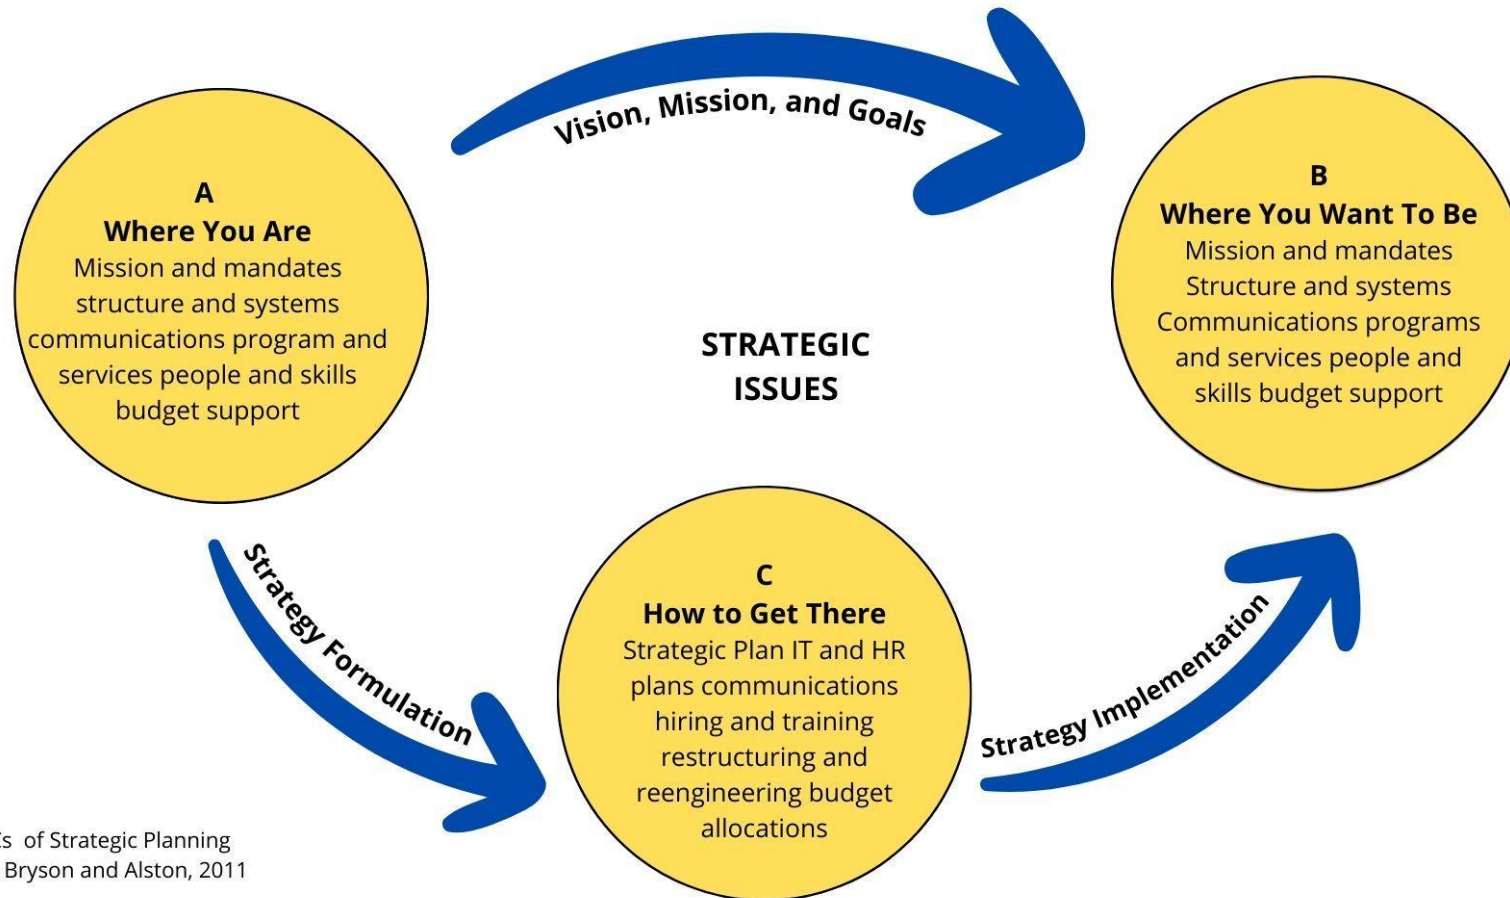 Vision, Mission, and Goals
A
Where You Are
Mission and mandates
structure and systems
communications program and
services people and skills
budget support
B
Where You Want To Be
Mission and mandates
Structure and systems
Communications programs
and services people and
skills budget support
STRATEGIC
ISSUES
Strategy Formulation
C
How to Get There
Strategic Plan IT and HR
plans communications
hiring and training
restructuring and
reengineering budget
allocations
Strategy Implementation
of Strategic Planning
Bryson and Alston, 2011